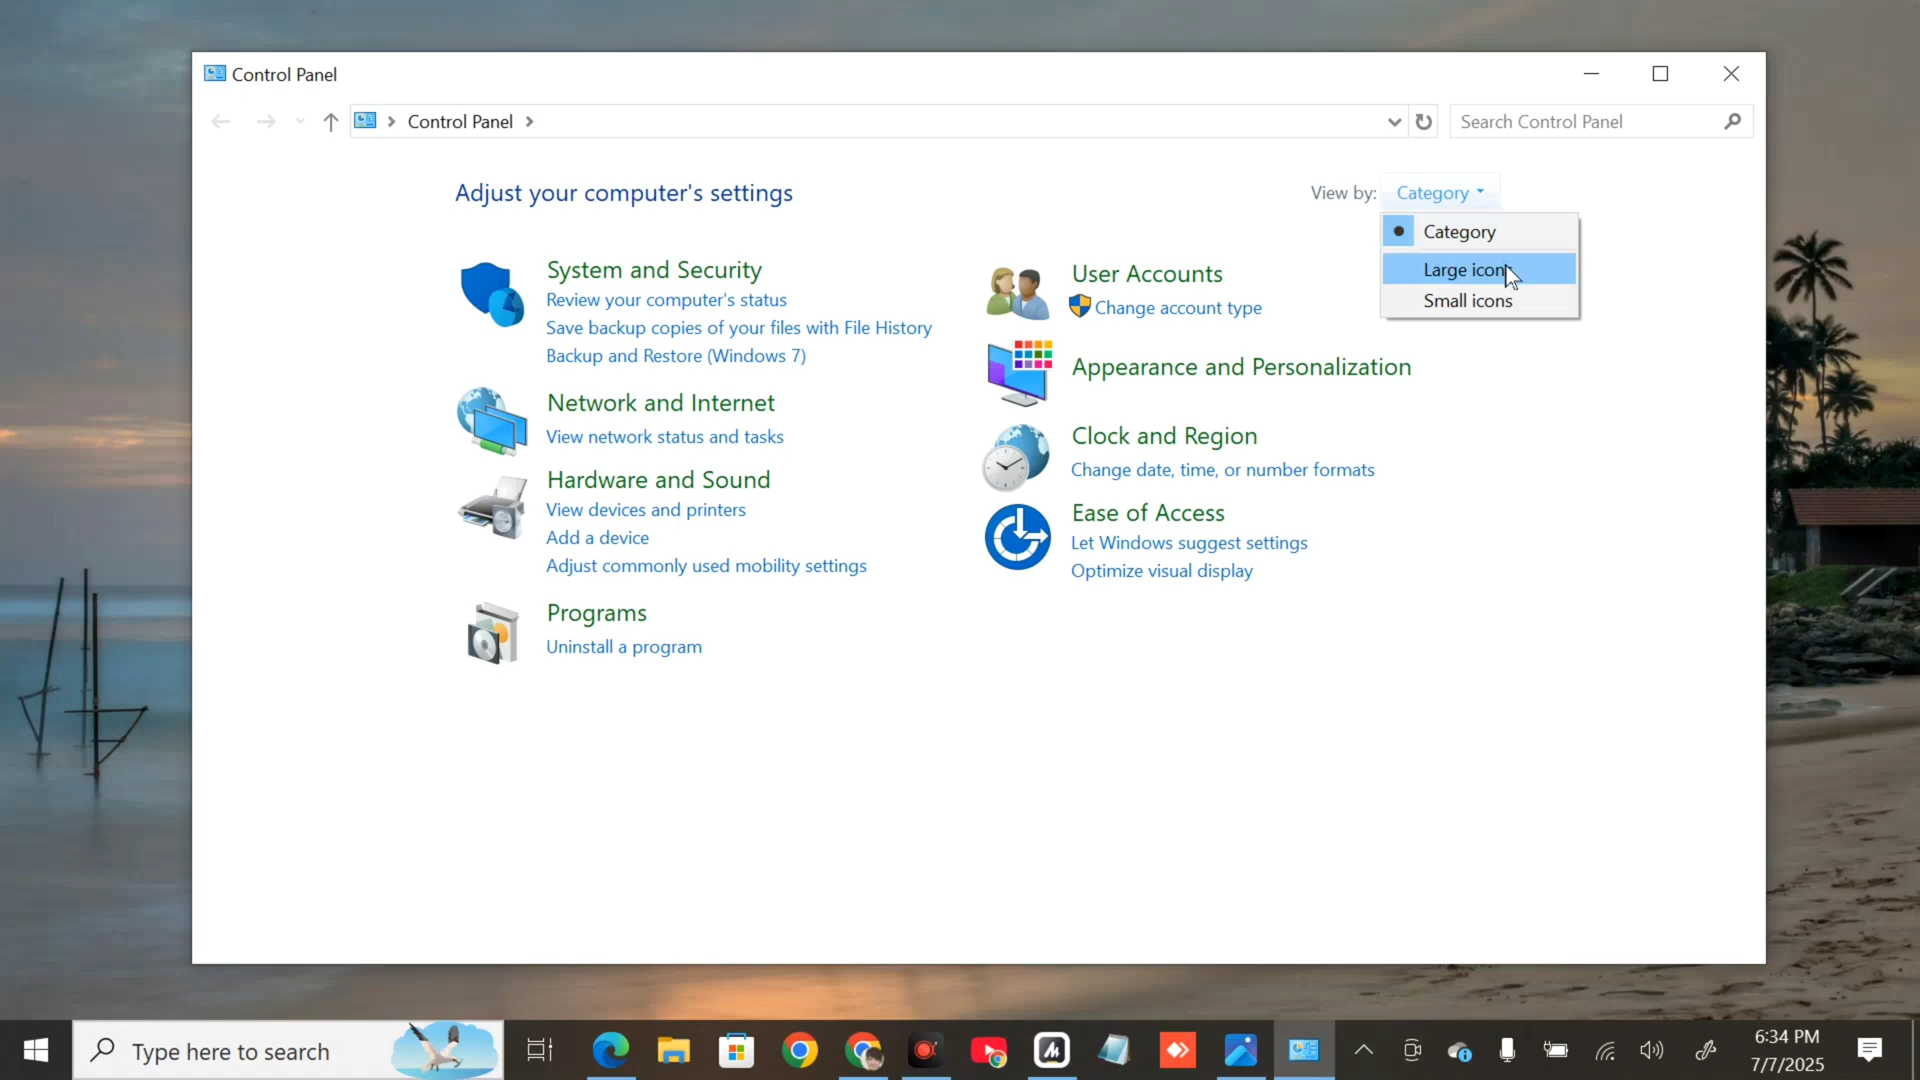 Control Panel
Control Panel
Search Control Panel
Adjust your computer's settings
View by: Category
Category
Large icons
Small icons
System and Security
Review your computer's status
Save backup copies of your files with File History
Backup and Restore (Windows 7)
Network and Internet
View network status and tasks
Hardware and Sound
View devices and printers
Add a device
Adjust commonly used mobility settings
Programs
Uninstall a program
User Accounts
Change account type
Appearance and Personalization
Clock and Region
Change date, time, or number formats
Ease of Access
Let Windows suggest settings
Optimize visual display
Type here to search
6:34 PM
7/7/2025